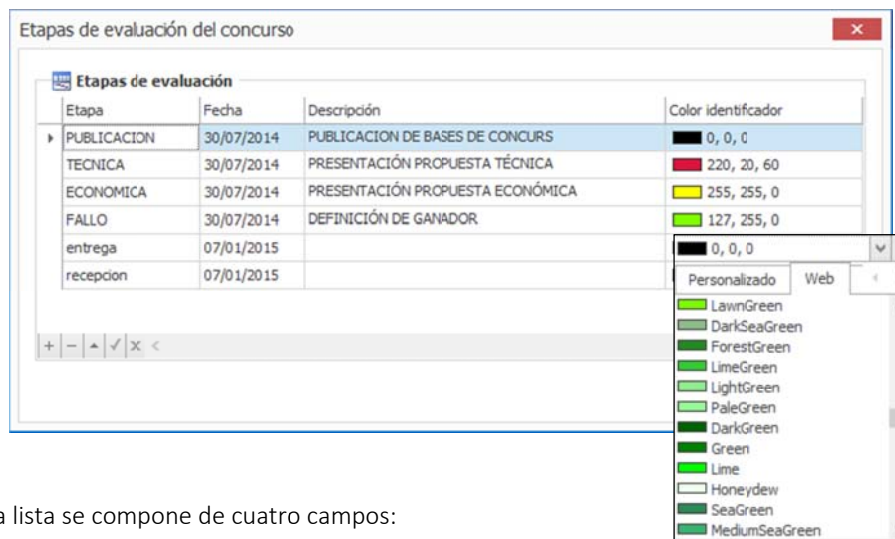 Etapas de evaluación del concurso
Etapas de evaluación
Etapa Fecha Descripción Color identifcador
PUBLICACION 30/07/2014 PUBLICACION DE BASES DE CONCURS 0, 0, 0
TECNICA 30/07/2014 PRESENTACIÓN PROPUESTA TÉCNICA 220, 20, 60
ECONOMICA 30/07/2014 PRESENTACIÓN PROPUESTA ECONÓMICA 255, 255, 0
FALLO 30/07/2014 DEFINICIÓN DE GANADOR 127, 255, 0
entrega 07/01/2015 0, 0, 0
recepcion 07/01/2015
Personalizado Web
LawnGreen
DarkSeaGreen
ForestGreen
LimeGreen
LightGreen
PaleGreen
DarkGreen
Green
Lime
Honeydew
SeaGreen
MediumSeaGreen
a lista se compone de cuatro campos: